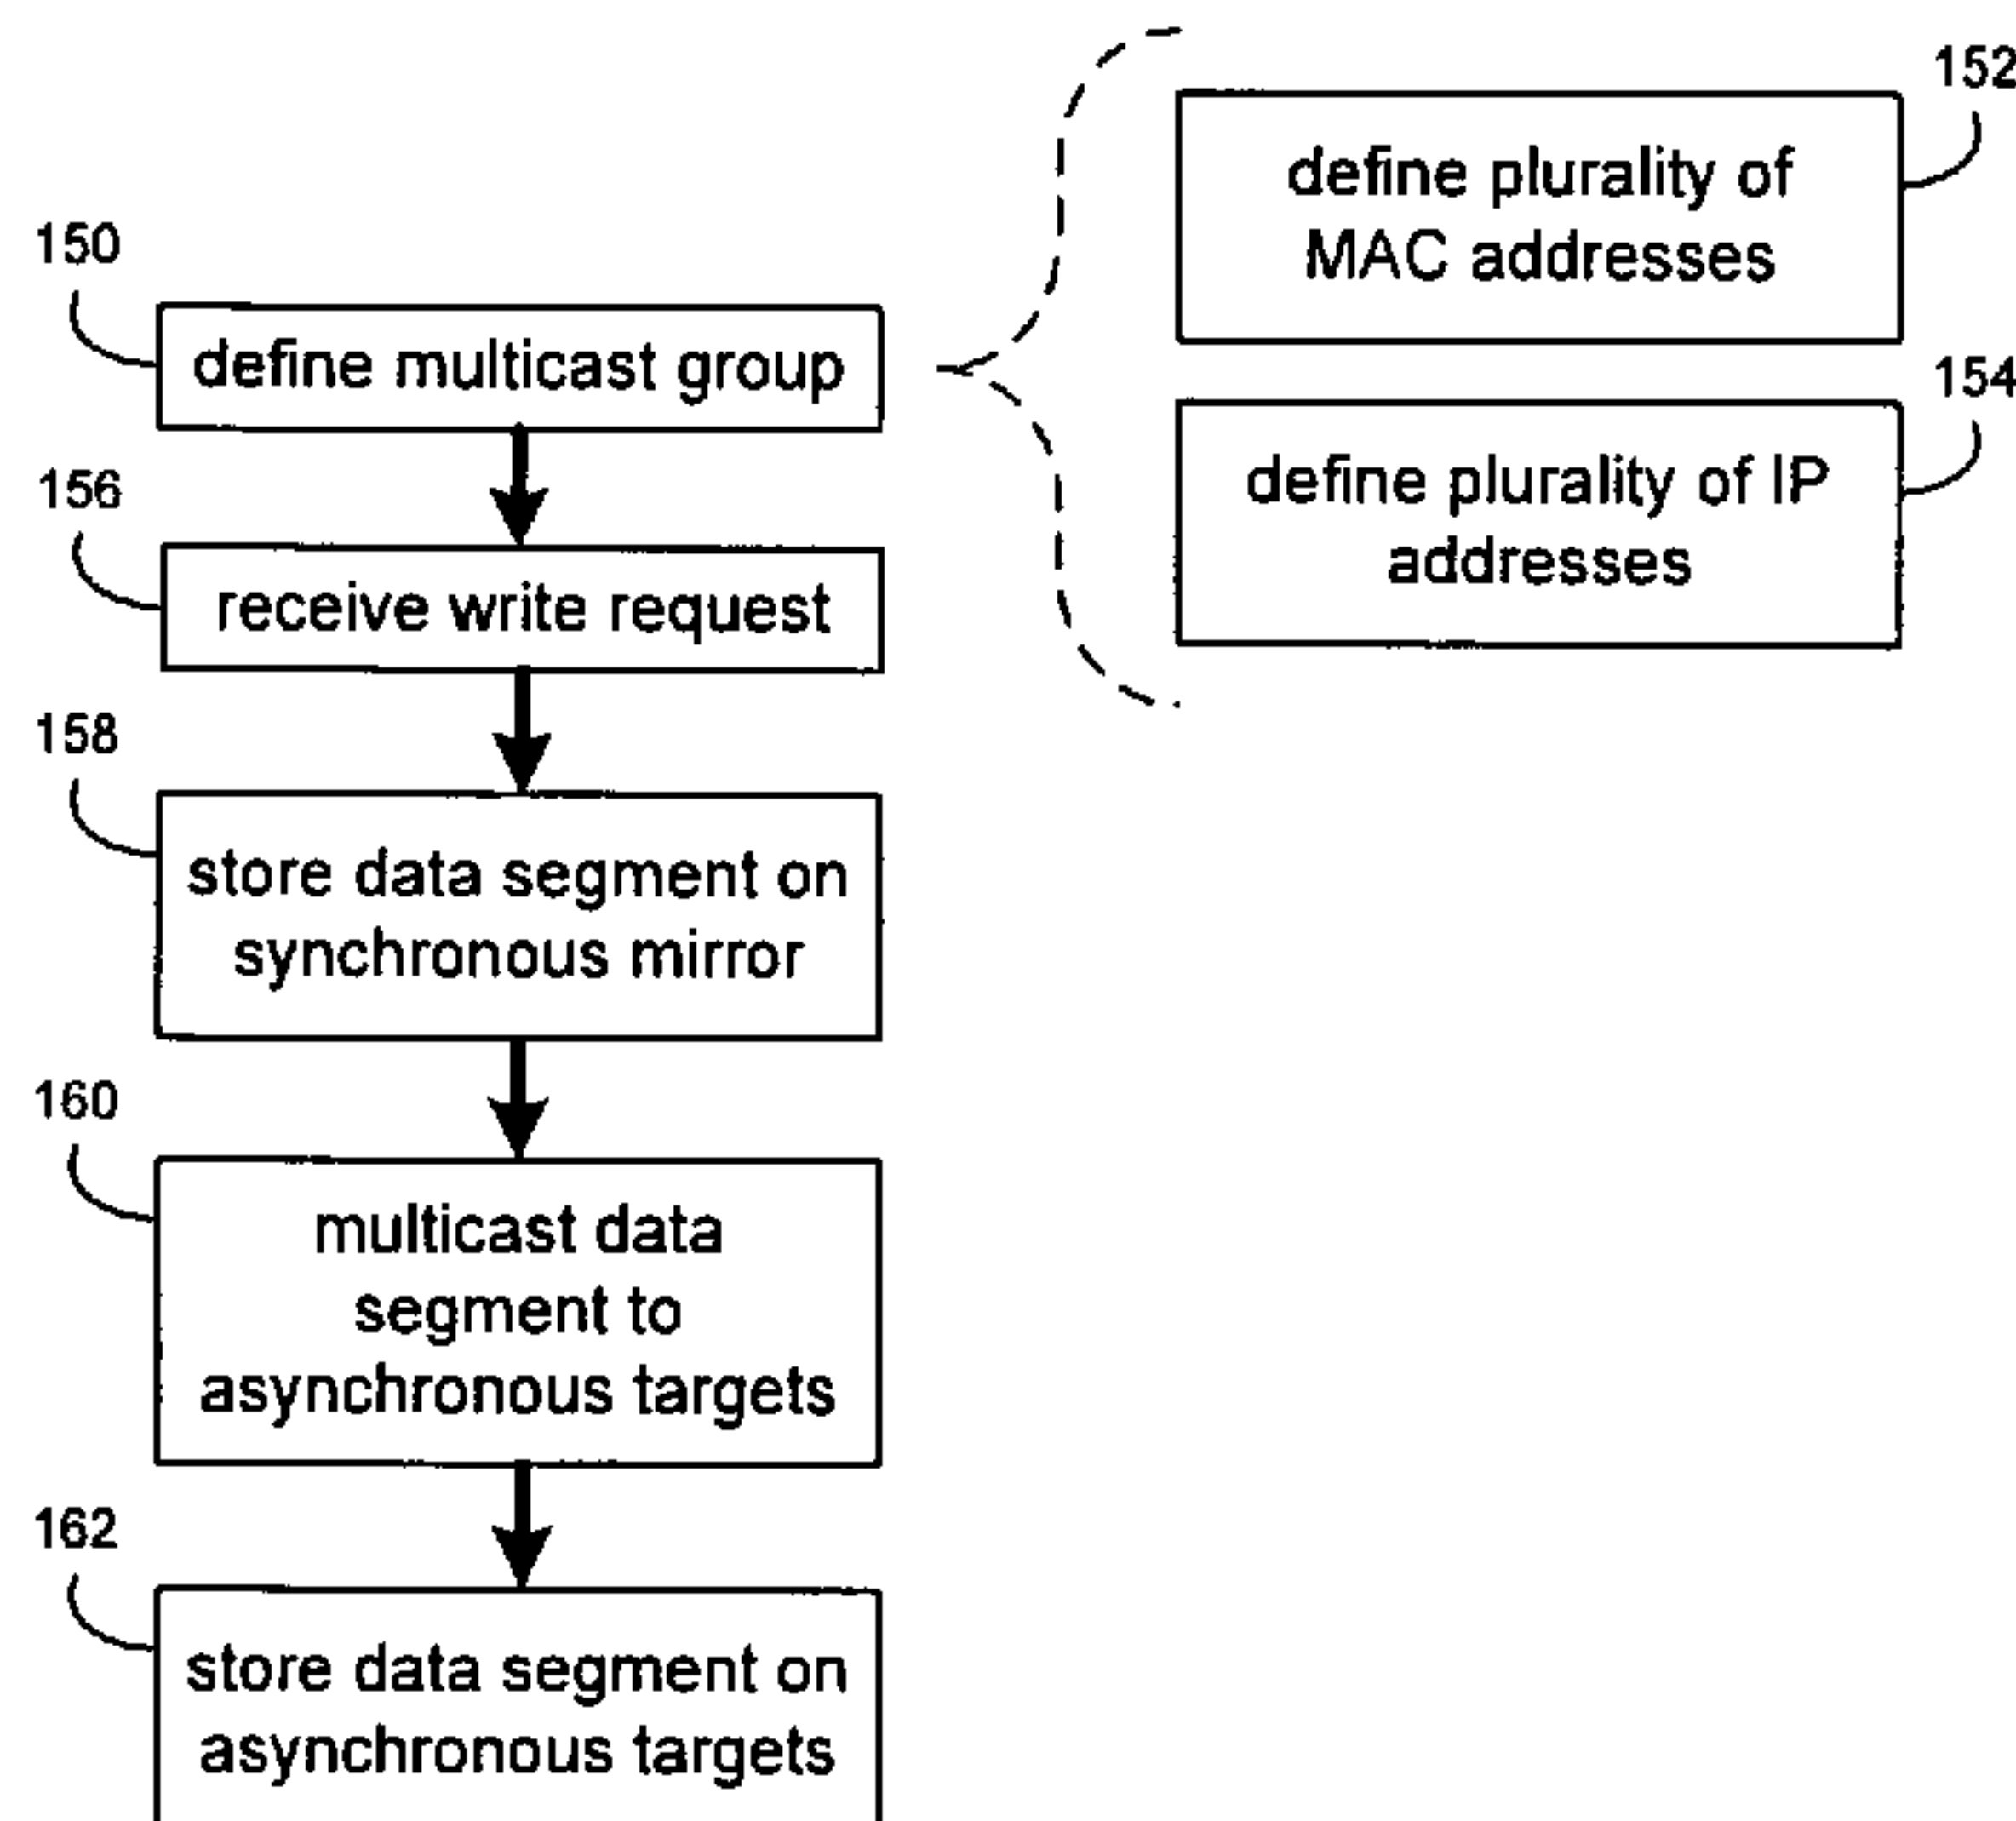 152
define plurality of
MAC addresses
150
define multicast group
154
define plurality of IP
addresses
156
receive write request
158
store data segment on
synchronous mirror
160
multicast data
segment to
asynchronous targets
162
store data segment on
asynchronous targets